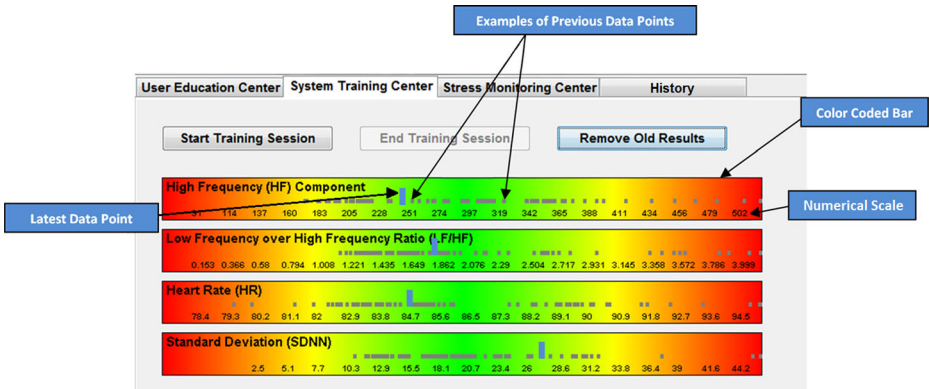 Examples of Previous Data Points
User Education Center System Training Center Stress Monitoring Center History
Color Coded Bar
Start Training Session End Training Session Remove Old Results
High Frequency (HF) Component
91 114 137 160 183 205 228 251 274 297 319 342 365 388 411 434 456 479 502
Latest Data Point
Numerical Scale
Low Frequency over High Frequency Ratio (LF/HF)
0.153 0.366 0.58 0.794 1.008 1.221 1.435 1.649 1.862 2.076 2.29 2.504 2.717 2.931 3.145 3.358 3.572 3.786 3.999
Heart Rate (HR)
78.4 79.3 80.2 81.1 82 82.9 83.8 84.7 85.6 86.5 87.3 88.2 89.1 90 90.9 91.8 92.7 93.6 94.5
Standard Deviation (SDNN)
2.5 5.1 7.7 10.3 12.9 15.5 18.1 20.7 23.4 26 28.6 31.2 33.8 36.4 39 41.6 44.2